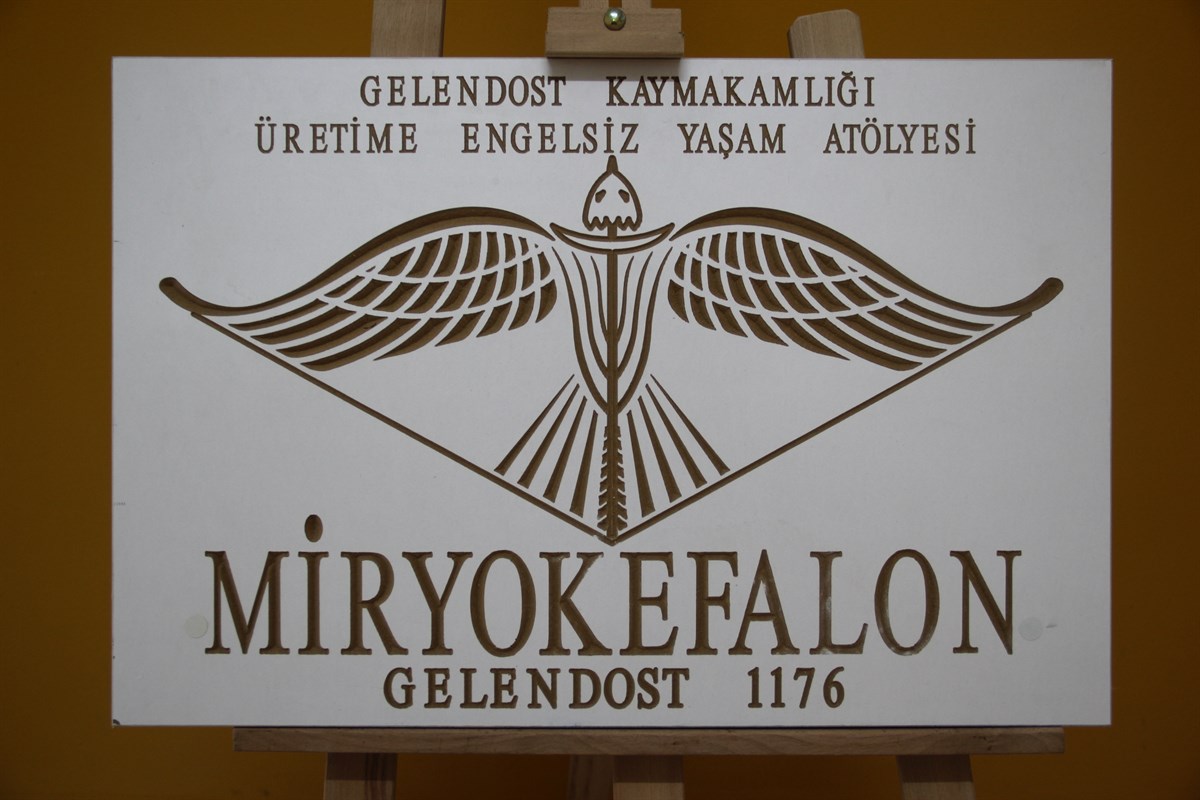 GELENDOST KAYMAKAMLIĞI
ÜRETİME ENGELSİZ YAŞAM ATÖLYESİ
MİRYOKEFALON
GELENDOST 1176